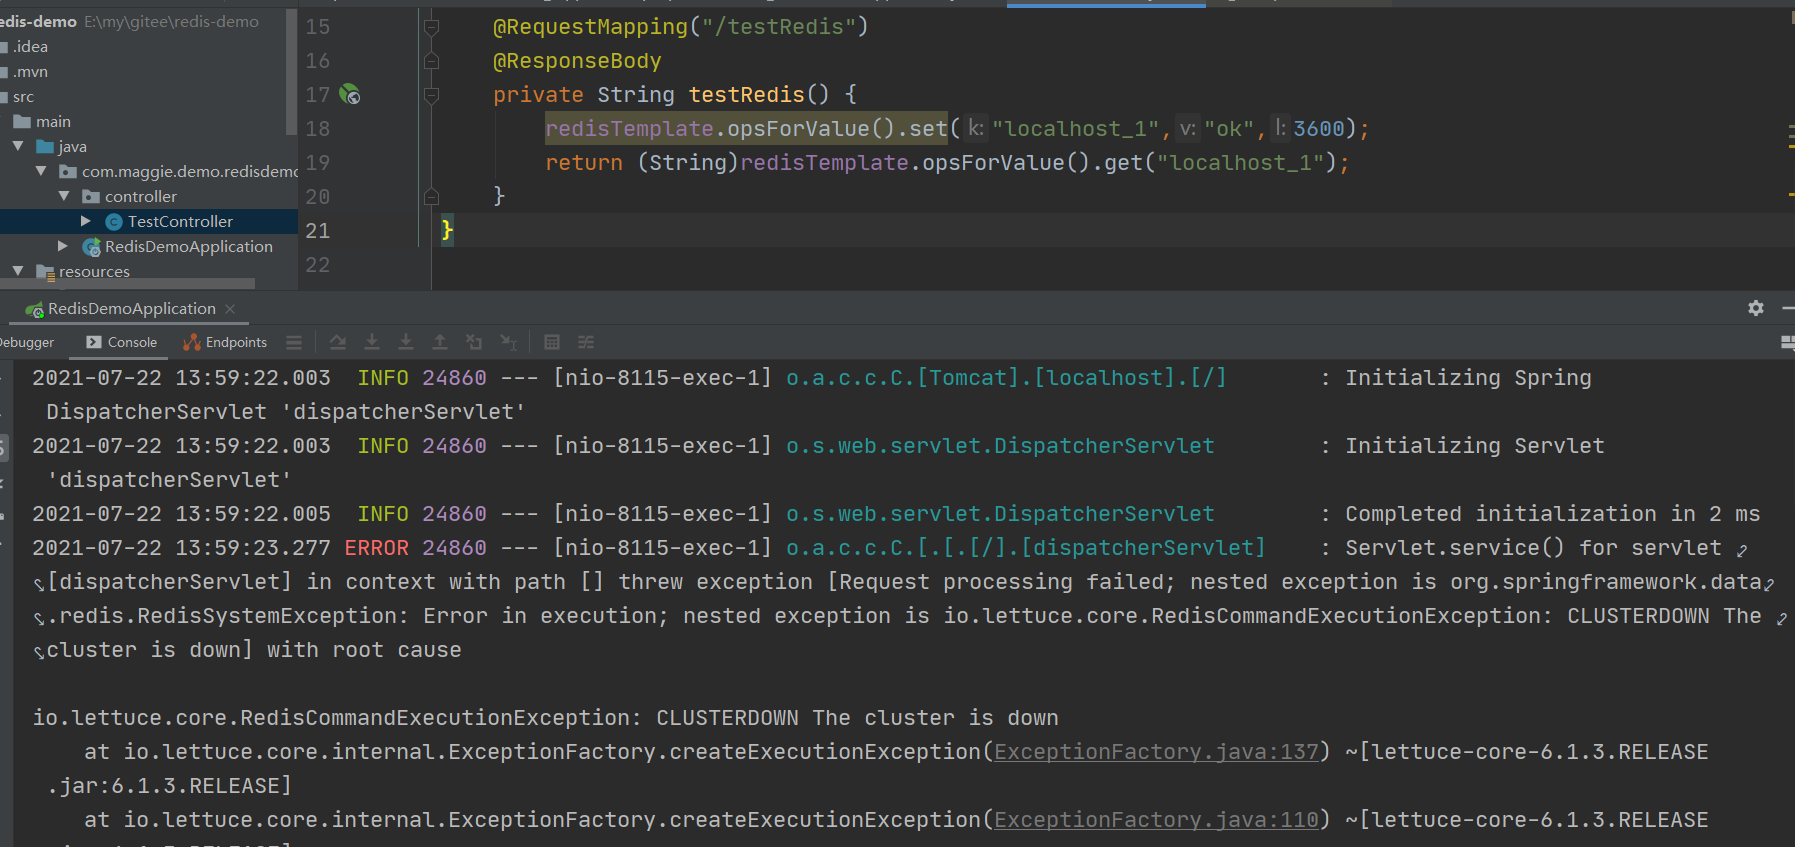 edis-demo E:\my\gitee\redis-demo
.idea
.mvn
src
main
java
com.maggie.demo.redisdemo
controller
TestController
RedisDemoApplication
resources
15 @RequestMapping("/testRedis")
16 @ResponseBody
17 private String testRedis() {
18 redisTemplate.opsForValue().set( k: "localhost_1", v: "ok", l: 3600);
19 return (String)redisTemplate.opsForValue().get("localhost_1");
20 }
21 }
22
RedisDemoApplication
Debugger Console Endpoints
2021-07-22 13:59:22.003 INFO 24860 --- [nio-8115-exec-1] o.a.c.c.C.[Tomcat].[localhost].[/] : Initializing Spring
DispatcherServlet 'dispatcherServlet'
2021-07-22 13:59:22.003 INFO 24860 --- [nio-8115-exec-1] o.s.web.servlet.DispatcherServlet : Initializing Servlet
'dispatcherServlet'
2021-07-22 13:59:22.005 INFO 24860 --- [nio-8115-exec-1] o.s.web.servlet.DispatcherServlet : Completed initialization in 2 ms
2021-07-22 13:59:23.277 ERROR 24860 --- [nio-8115-exec-1] o.a.c.c.C.[.[.[/].[dispatcherServlet] : Servlet.service() for servlet
[dispatcherServlet] in context with path [] threw exception [Request processing failed; nested exception is org.springframework.data
.redis.RedisSystemException: Error in execution; nested exception is io.lettuce.core.RedisCommandExecutionException: CLUSTERDOWN The
cluster is down] with root cause
io.lettuce.core.RedisCommandExecutionException: CLUSTERDOWN The cluster is down
at io.lettuce.core.internal.ExceptionFactory.createExecutionException(ExceptionFactory.java:137) ~[lettuce-core-6.1.3.RELEASE
.jar:6.1.3.RELEASE]
at io.lettuce.core.internal.ExceptionFactory.createExecutionException(ExceptionFactory.java:110) ~[lettuce-core-6.1.3.RELEASE